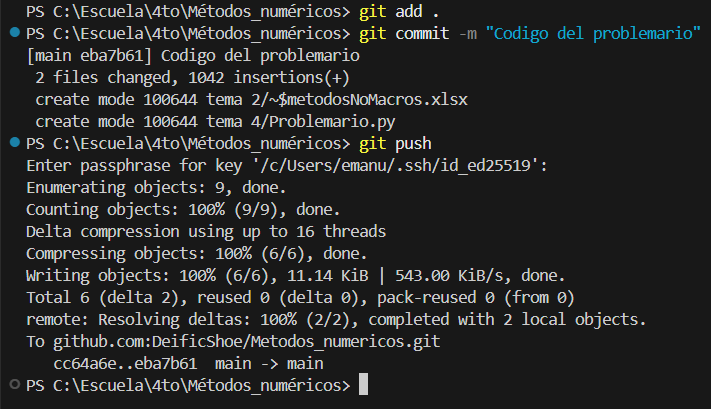 PS C:\Escuela\4to\Métodos_numéricos> git add .
PS C:\Escuela\4to\Métodos_numéricos> git commit -m "Codigo del problemario"
[main eba7b61] Codigo del problemario
 2 files changed, 1042 insertions(+)
 create mode 100644 tema 2/~$metodosNoMacros.xlsx
 create mode 100644 tema 4/Problemario.py
PS C:\Escuela\4to\Métodos_numéricos> git push
Enter passphrase for key '/c/Users/emanu/.ssh/id_ed25519':
Enumerating objects: 9, done.
Counting objects: 100% (9/9), done.
Delta compression using up to 16 threads
Compressing objects: 100% (6/6), done.
Writing objects: 100% (6/6), 11.14 KiB | 543.00 KiB/s, done.
Total 6 (delta 2), reused 0 (delta 0), pack-reused 0 (from 0)
remote: Resolving deltas: 100% (2/2), completed with 2 local objects.
To github.com:DeificShoe/Metodos_numericos.git
   cc64a6e..eba7b61  main -> main
PS C:\Escuela\4to\Métodos_numéricos>